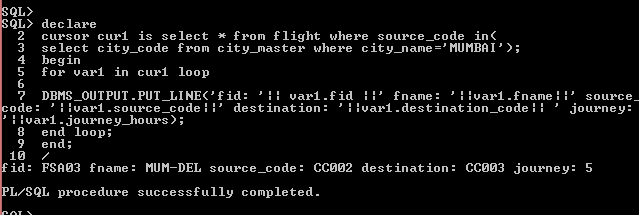 SQL>
SQL> declare
2 cursor cur1 is select * from flight where source_code in(
3 select city_code from city_master where city_name='MUMBAI');
4 begin
5 for var1 in cur1 loop
6
7 DBMS_OUTPUT.PUT_LINE('fid: '|| var1.fid ||' fname: '||var1.fname||' source_
code: '||var1.source_code||' destination: '||var1.destination_code|| ' journey:
'||var1.journey_hours);
8 end loop;
9 end;
10 /
fid: FSA03 fname: MUM-DEL source_code: CC002 destination: CC003 journey: 5
PL/SQL procedure successfully completed.
SQL>